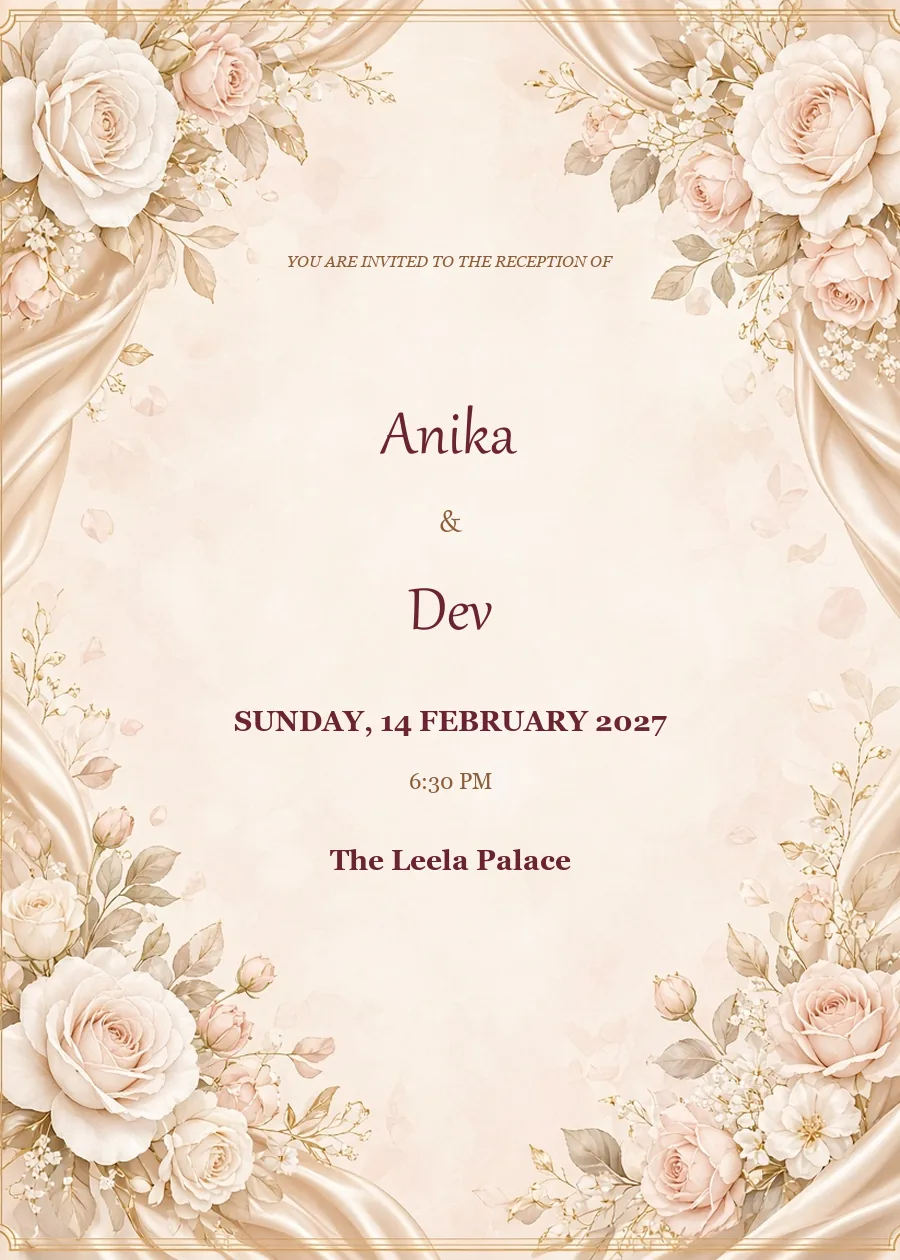 YOU ARE INVITED TO THE RECEPTION OF
Anika
&
Dev
SUNDAY, 14 FEBRUARY 2027
6:30 PM
The Leela Palace